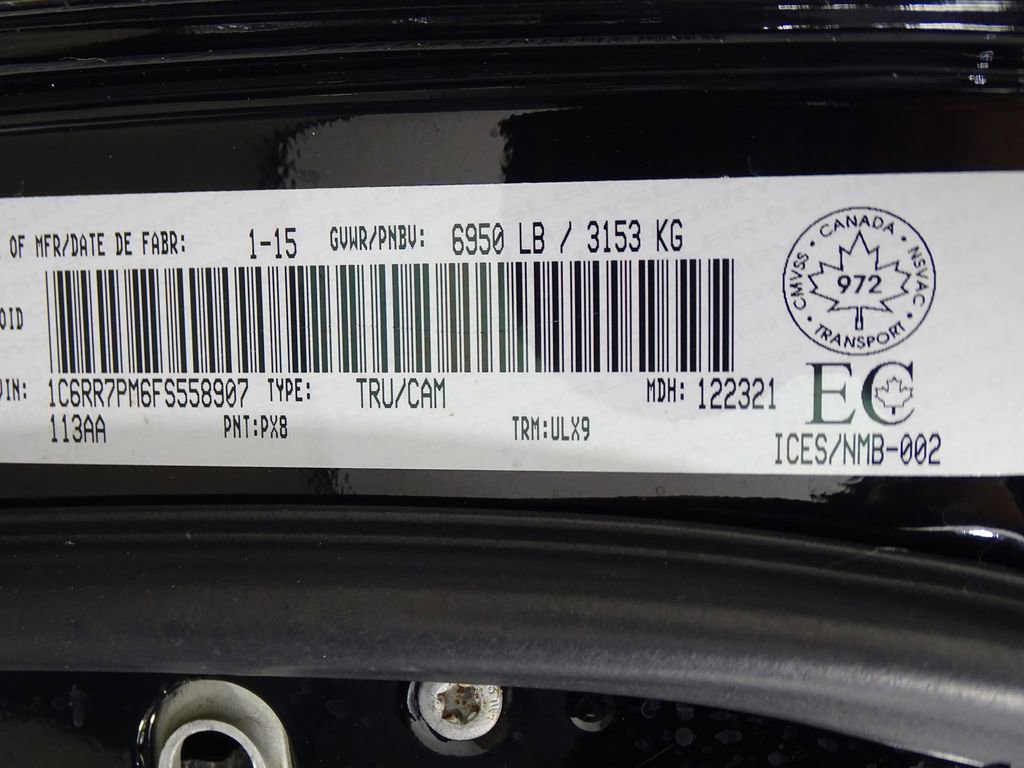 OF MFR/DATE DE FABR: 1-15 GVWR/PNBV: 6950 LB / 3153 KG
OID
VIN: 1C6RR7PM6FS558907 TYPE: TRU/CAM MDH: 122321
113AA PNT:PX8 TRM:ULX9
CANADA
CMVSS 972 NSVAC
TRANSPORT
EC
ICES/NMB-002